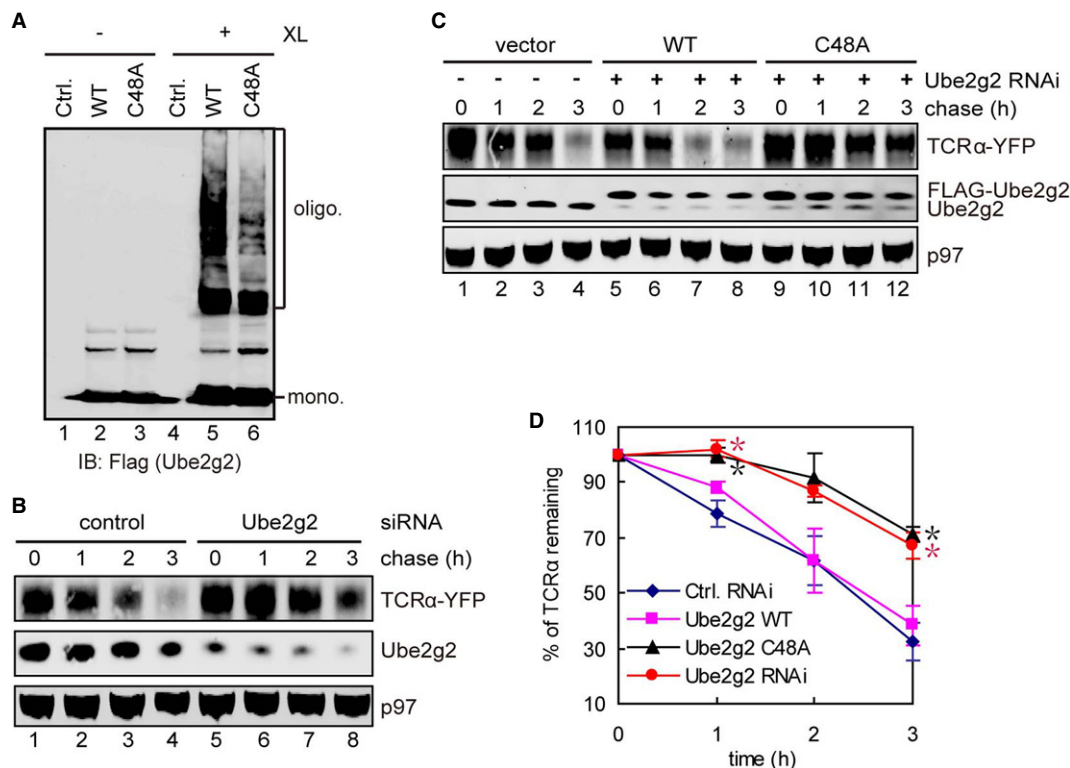 A
- + XL
Ctrl. WT C48A Ctrl. WT C48A
oligo.
mono.
1 2 3 4 5 6
IB: Flag (Ube2g2)
B
control Ube2g2 siRNA
0 1 2 3 0 1 2 3 chase (h)
TCRα-YFP
Ube2g2
p97
1 2 3 4 5 6 7 8
C
vector WT C48A
- - - - + + + + + + + + Ube2g2 RNAi
0 1 2 3 0 1 2 3 0 1 2 3 chase (h)
TCRα-YFP
FLAG-Ube2g2
Ube2g2
p97
1 2 3 4 5 6 7 8 9 10 11 12
D
% of TCRα remaining
110
90
70
50
30
10
* *
* *
Ctrl. RNAi
Ube2g2 WT
Ube2g2 C48A
Ube2g2 RNAi
0 1 2 3
time (h)